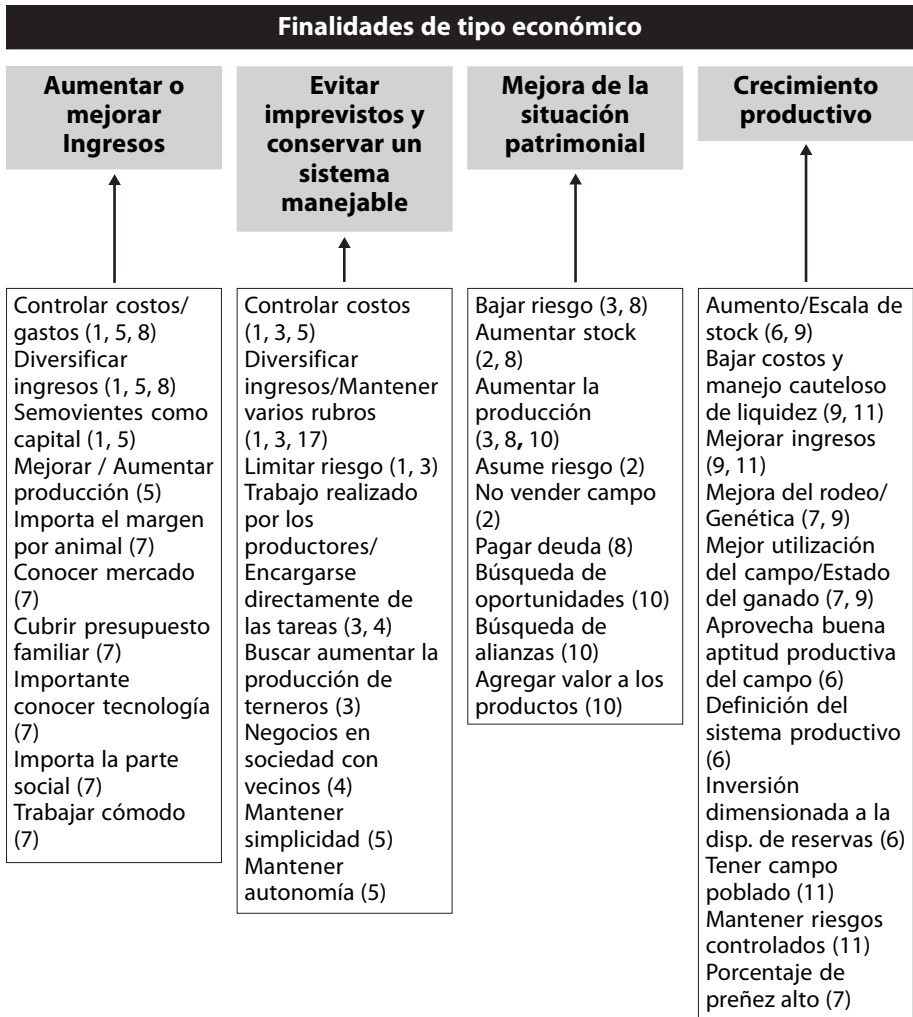 Finalidades de tipo económico
Aumentar o
mejorar
Ingresos
Controlar costos/
gastos (1, 5, 8)
Diversificar
ingresos (1, 5, 8)
Semovientes como
capital (1, 5)
Mejorar / Aumentar
producción (5)
Importa el margen
por animal (7)
Conocer mercado
(7)
Cubrir presupuesto
familiar (7)
Importante
conocer tecnología
(7)
Importa la parte
social (7)
Trabajar cómodo
(7)
Evitar
imprevistos y
conservar un
sistema
manejable
Controlar costos
(1, 3, 5)
Diversificar
ingresos/Mantener
varios rubros
(1, 3, 17)
Limitar riesgo (1, 3)
Trabajo realizado
por los
productores/
Encargarse
directamente de
las tareas (3, 4)
Buscar aumentar la
producción de
terneros (3)
Negocios en
sociedad con
vecinos (4)
Mantener
simplicidad (5)
Mantener
autonomía (5)
Mejora de la
situación
patrimonial
Bajar riesgo (3, 8)
Aumentar stock
(2, 8)
Aumentar la
producción
(3, 8, 10)
Asume riesgo (2)
No vender campo
(2)
Pagar deuda (8)
Búsqueda de
oportunidades (10)
Búsqueda de
alianzas (10)
Agregar valor a los
productos (10)
Crecimiento
productivo
Aumento/Escala de
stock (6, 9)
Bajar costos y
manejo cauteloso
de liquidez (9, 11)
Mejorar ingresos
(9, 11)
Mejora del rodeo/
Genética (7, 9)
Mejor utilización
del campo/Estado
del ganado (7, 9)
Aprovecha buena
aptitud productiva
del campo (6)
Definición del
sistema productivo
(6)
Inversión
dimensionada a la
disp. de reservas (6)
Tener campo
poblado (11)
Mantener riesgos
controlados (11)
Porcentaje de
preñez alto (7)